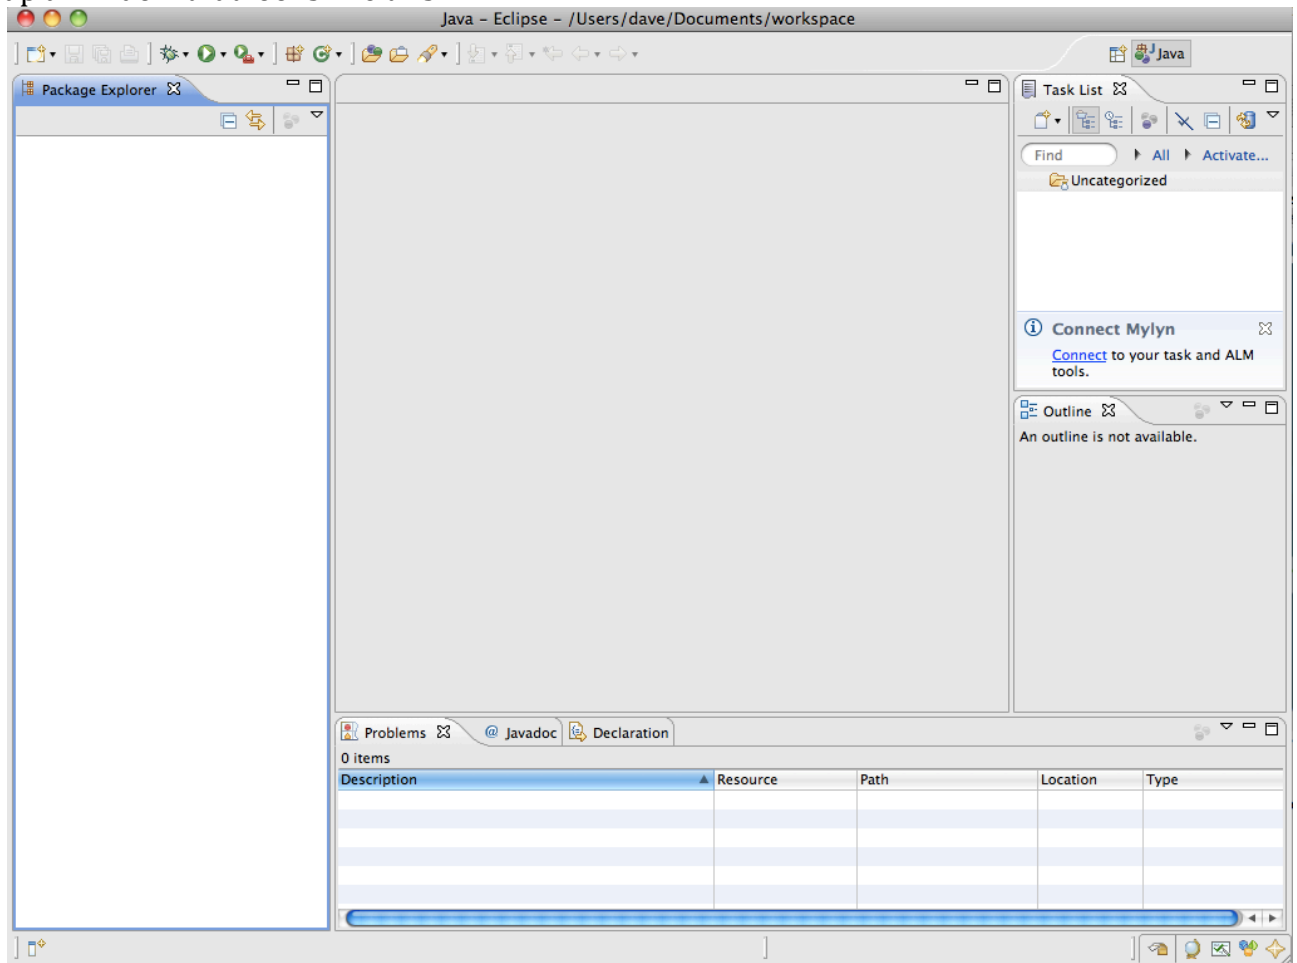 Java – Eclipse – /Users/dave/Documents/workspace
Java
Package Explorer
Task List
Find
All
Activate...
Uncategorized
Connect Mylyn
Connect to your task and ALM
tools.
Outline
An outline is not available.
Problems
@ Javadoc
Declaration
0 items
Description
Resource
Path
Location
Type